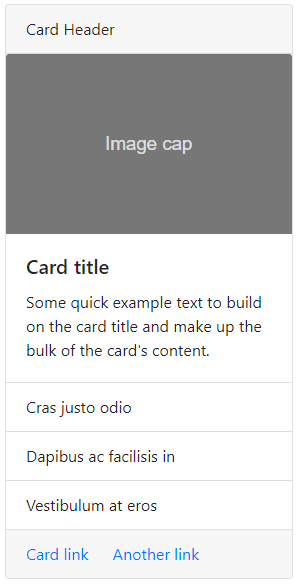 Card Header
Image cap
Card title
Some quick example text to build
on the card title and make up the
bulk of the card's content.
Cras justo odio
Dapibus ac facilisis in
Vestibulum at eros
Card link Another link